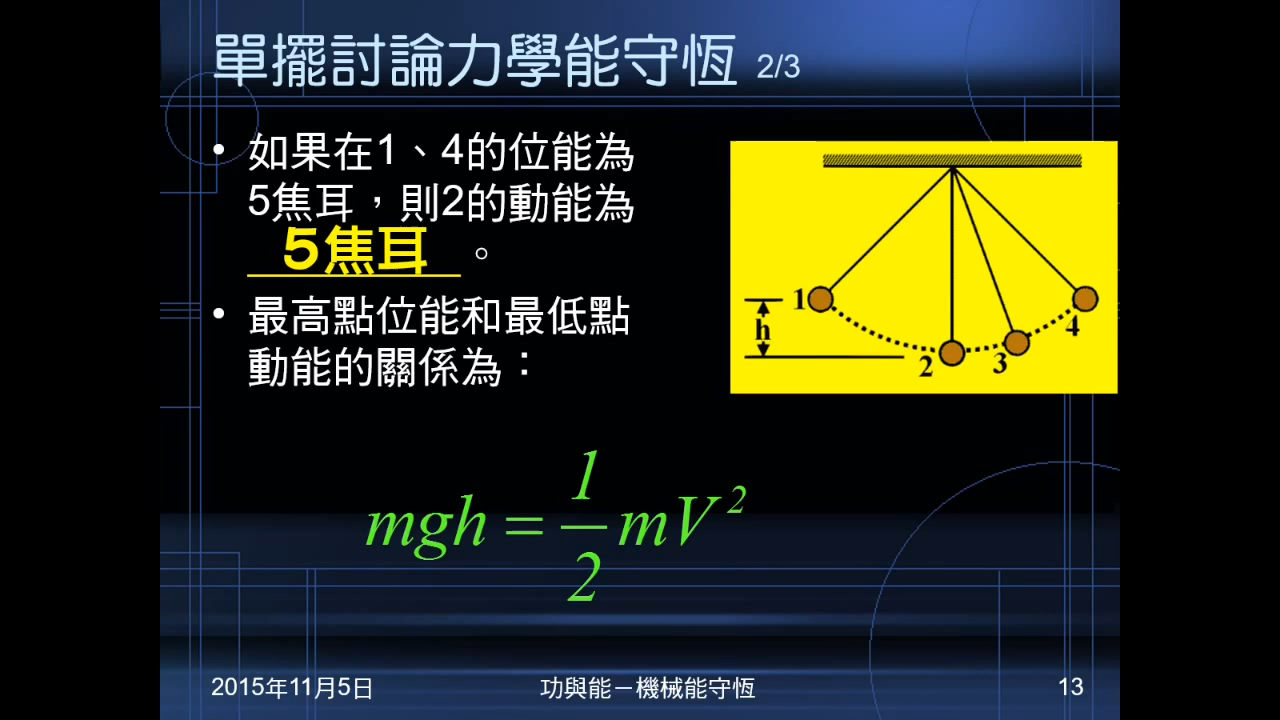 單擺討論力學能守恆 2/3
• 如果在1、4的位能為
5焦耳，則2的動能為
5焦耳。
• 最高點位能和最低點
動能的關係為：
1
h
2
3
4
mgh = 1/2 mV²
2015年11月5日
功與能－機械能守恆
13